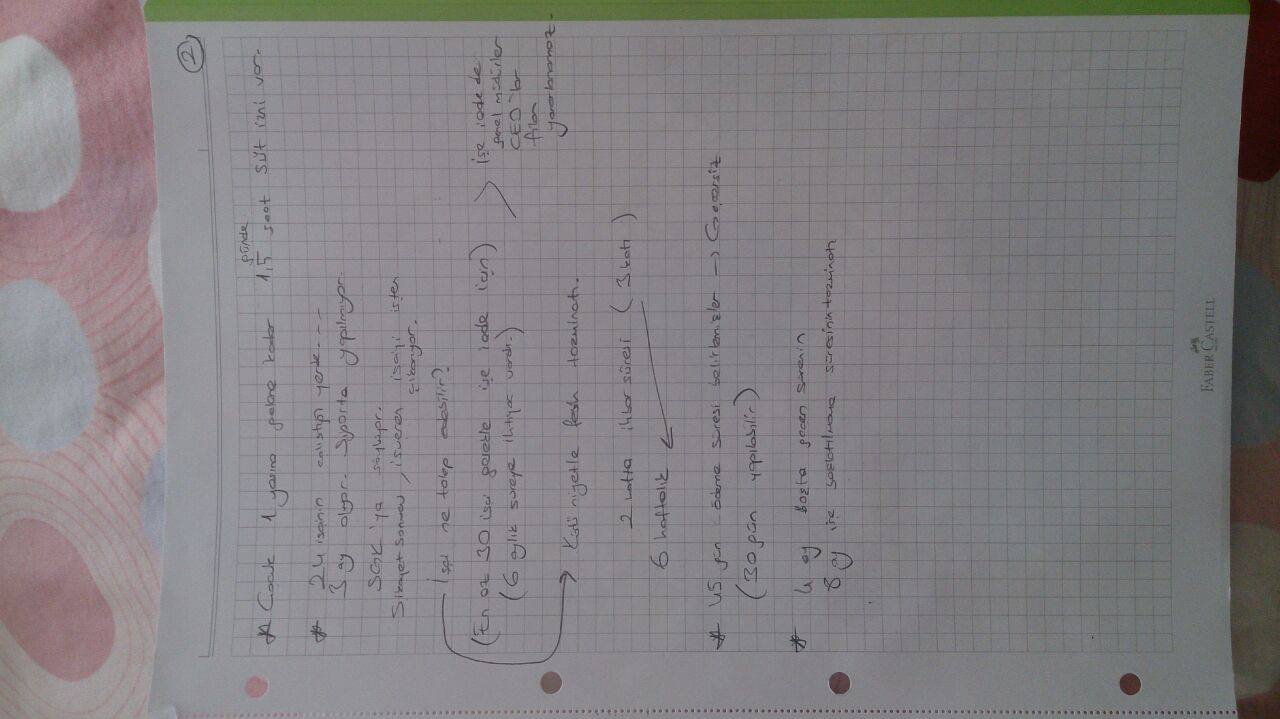 2
* Çocuk 1 yaşına gelene kadar günde 1,5 saat süt izni var.
* 24 işçinin çalıştığı yerde - - -
3 ay oluyor. Sigorta yapılmıyor.
SGK'ya söylüyor.
Şikayet sonucu, işveren işçiyi işten çıkarıyor.
İşçi ne talep edebilir?
(En az 30 işçi gerekle işe iade için)
(6 aylık süreye ihtiyaç vardı.)
işe iade de
genel müdürler
CEO'lar
filan
yararlanamaz.
→ Kötü niyetle fesh tazminatı.
2 hafta ihbar süresi (3 katı)
6 haftalık
* 45 gün ödeme süresi belirlemişler → Geçersiz
(30 gün yapılabilir)
* 4 ay boşta geçen sürenin
8 ay işe başlatılmama süresinin tazminatı
FABER CASTELL